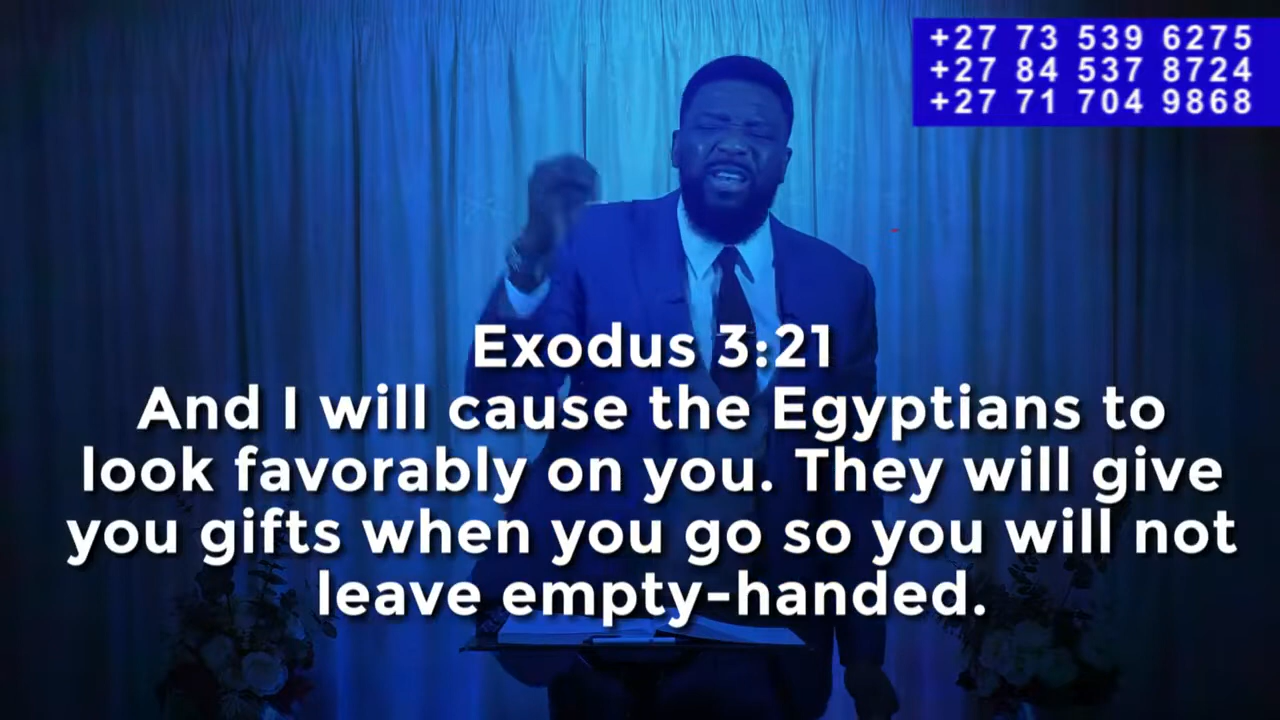 +27 73 539 6275
+27 84 537 8724
+27 71 704 9868
Exodus 3:21
And I will cause the Egyptians to
look favorably on you. They will give
you gifts when you go so you will not
leave empty-handed.